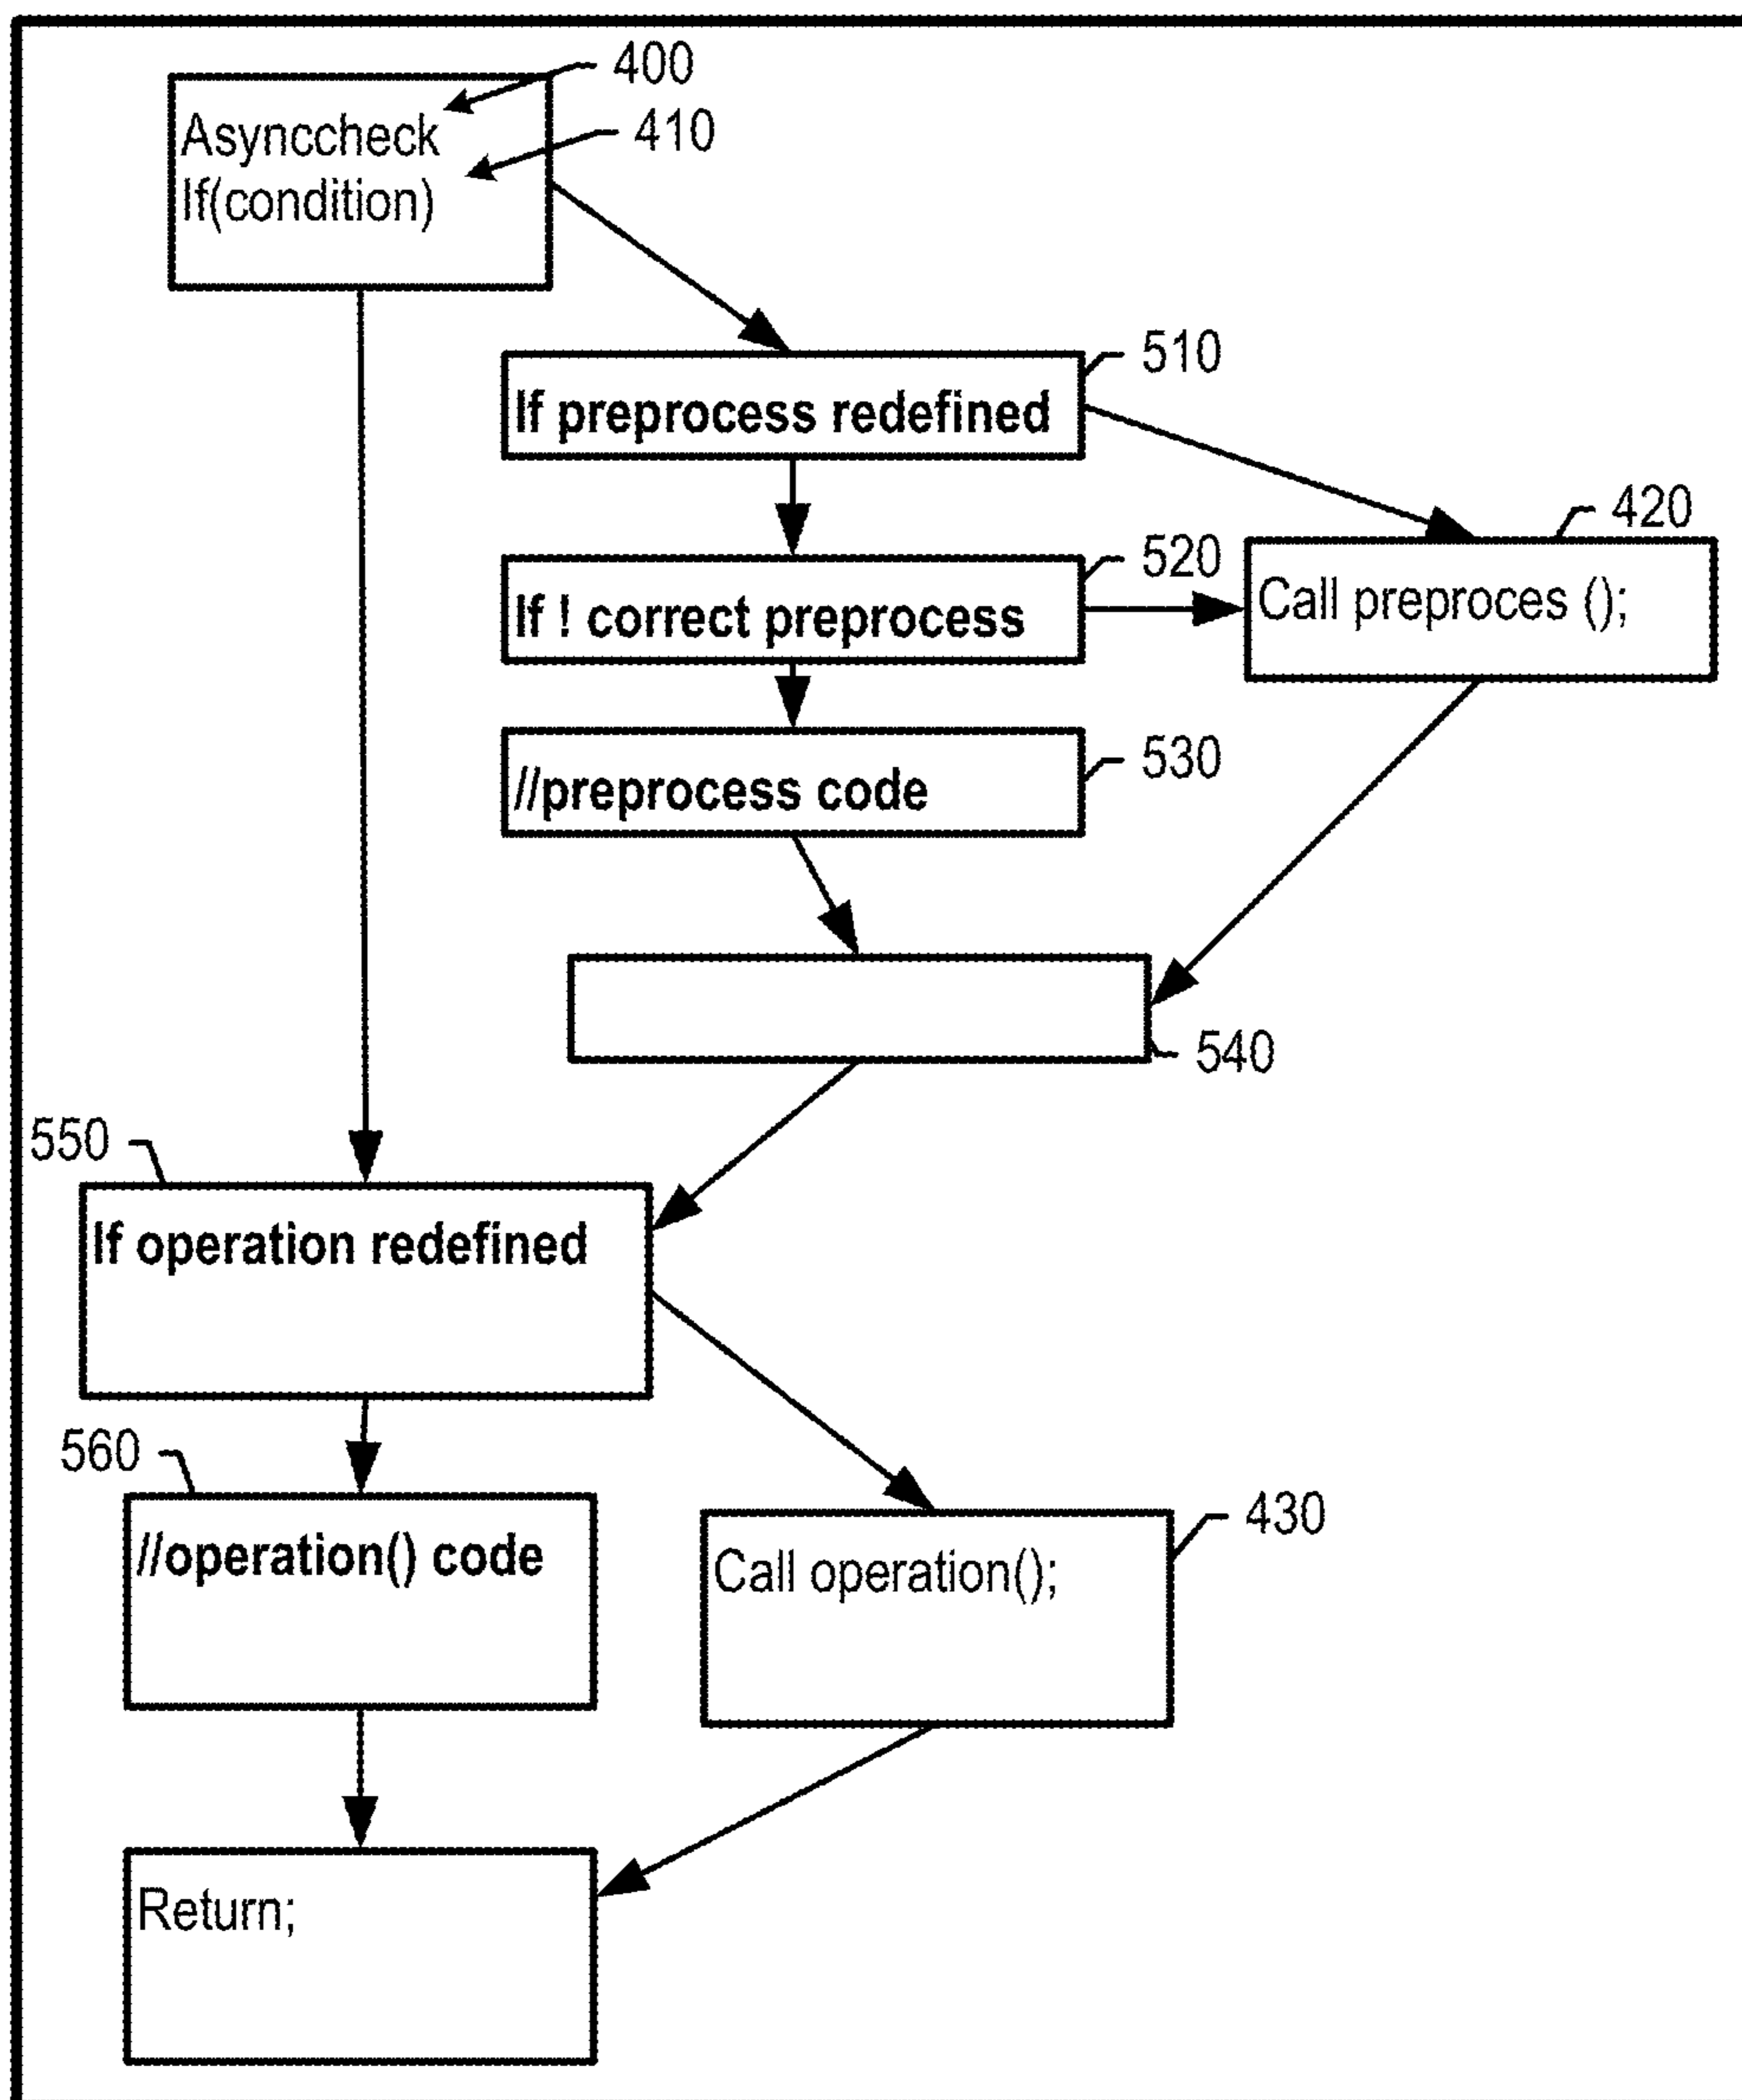 400
Asynccheck
410
If(condition)
510
If preprocess redefined
420
520
Call preproces ();
If ! correct preprocess
530
//preprocess code
540
550
If operation redefined
560
430
//operation() code
Call operation();
Return;